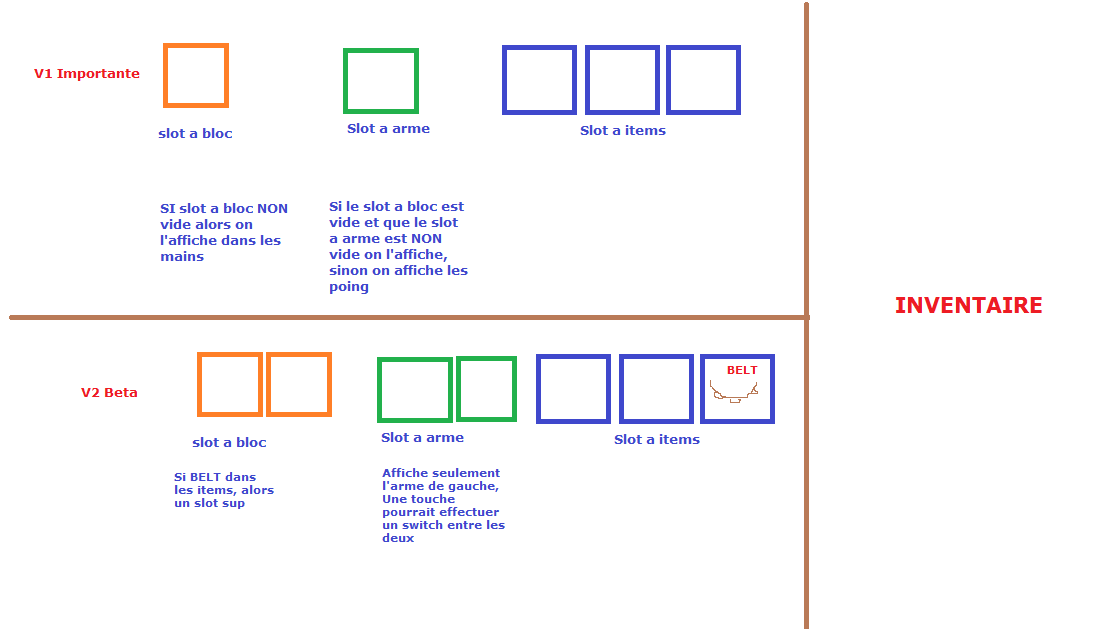 V1 Importante
slot a bloc
Slot a arme
Slot a items
SI slot a bloc NON
vide alors on
l'affiche dans les
mains
Si le slot a bloc est
vide et que le slot
a arme est NON
vide on l'affiche,
sinon on affiche les
poing
INVENTAIRE
V2 Beta
BELT
slot a bloc
Slot a arme
Slot a items
Si BELT dans
les items, alors
un slot sup
Affiche seulement
l'arme de gauche,
Une touche
pourrait effectuer
un switch entre les
deux